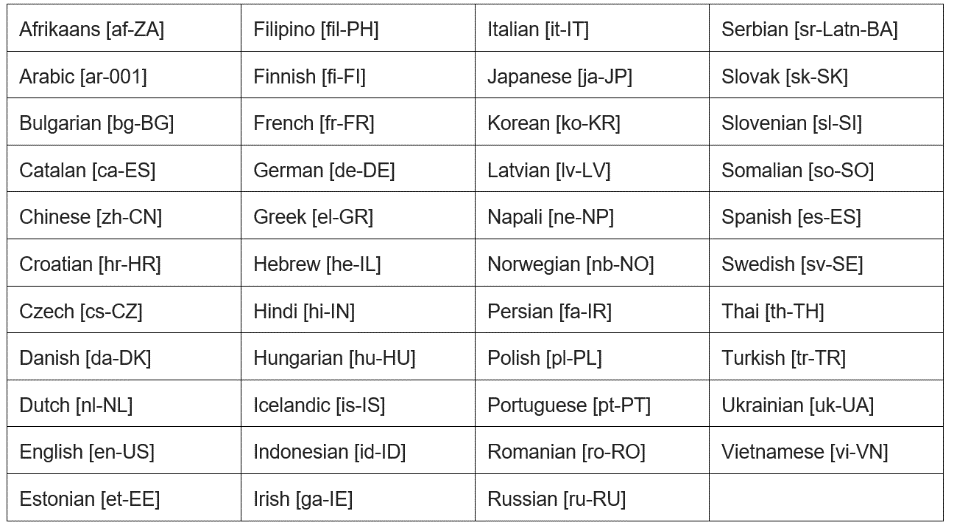 Afrikaans [af-ZA] Filipino [fil-PH] Italian [it-IT] Serbian [sr-Latn-BA]
Arabic [ar-001] Finnish [fi-FI] Japanese [ja-JP] Slovak [sk-SK]
Bulgarian [bg-BG] French [fr-FR] Korean [ko-KR] Slovenian [sl-SI]
Catalan [ca-ES] German [de-DE] Latvian [lv-LV] Somalian [so-SO]
Chinese [zh-CN] Greek [el-GR] Napali [ne-NP] Spanish [es-ES]
Croatian [hr-HR] Hebrew [he-IL] Norwegian [nb-NO] Swedish [sv-SE]
Czech [cs-CZ] Hindi [hi-IN] Persian [fa-IR] Thai [th-TH]
Danish [da-DK] Hungarian [hu-HU] Polish [pl-PL] Turkish [tr-TR]
Dutch [nl-NL] Icelandic [is-IS] Portuguese [pt-PT] Ukrainian [uk-UA]
English [en-US] Indonesian [id-ID] Romanian [ro-RO] Vietnamese [vi-VN]
Estonian [et-EE] Irish [ga-IE] Russian [ru-RU]